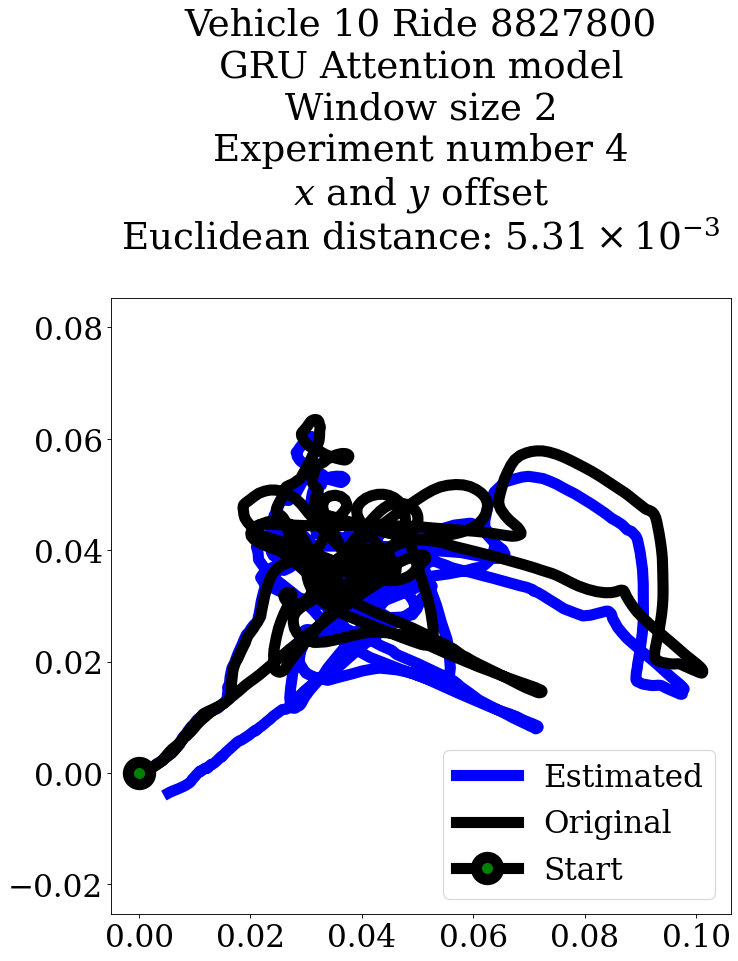 Vehicle 10 Ride 8827800
GRU Attention model
Window size 2
Experiment number 4
x and y offset
Euclidean distance: 5.31 × 10⁻³
0.08
0.06
0.04
0.02
0.00
−0.02
Estimated
Original
Start
0.00 0.02 0.04 0.06 0.08 0.10